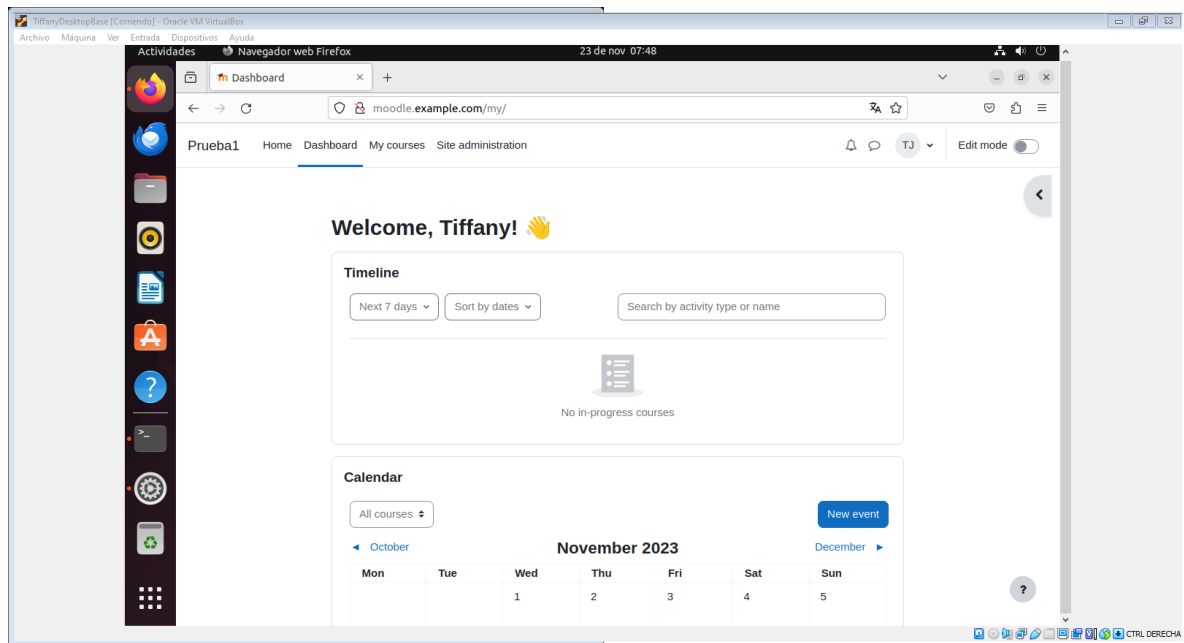 TiffanyDesktopBase [Corriendo] - Oracle VM VirtualBox
Archivo Máquina Ver Entrada Dispositivos Ayuda
Actividades Navegador web Firefox 23 de nov 07:48
Dashboard
moodle.example.com/my/
Prueba1 Home Dashboard My courses Site administration TJ Edit mode
Welcome, Tiffany! 👋
Timeline
Next 7 days Sort by dates Search by activity type or name
No in-progress courses
Calendar
All courses New event
◄ October November 2023 December ►
Mon Tue Wed Thu Fri Sat Sun
1 2 3 4 5
?
CTRL DERECHA